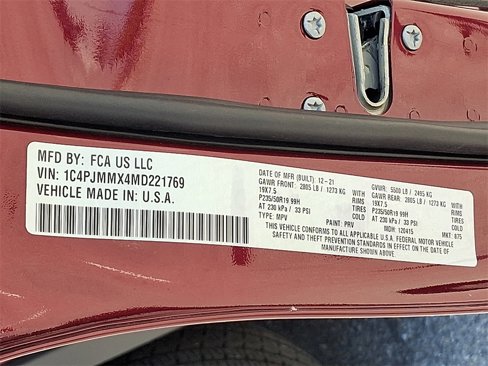 MFD BY: FCA US LLC
VIN: 1C4PJMMX4MD221769
VEHICLE MADE IN: U.S.A.
DATE OF MFR (BUILT): 12-21 GVWR: 5500 LB / 2495 KG
GAWR FRONT: 2805 LB / 1273 KG WITH GAWR REAR: 2805 LB / 1273 KG WITH
19X7.5 RIMS 19X7.5 RIMS
P235/50R19 99H TIRES P235/50R19 99H TIRES
AT 230 kPa / 33 PSI COLD AT 230 kPa / 33 PSI COLD
TYPE: MPV PAINT: PRV MDH: 120415 MKT: 875
THIS VEHICLE CONFORMS TO ALL APPLICABLE U.S.A. FEDERAL MOTOR VEHICLE
SAFETY AND THEFT PREVENTION STANDARDS IN EFFECT ON THE DATE OF
MANUFACTURE SHOWN ABOVE.